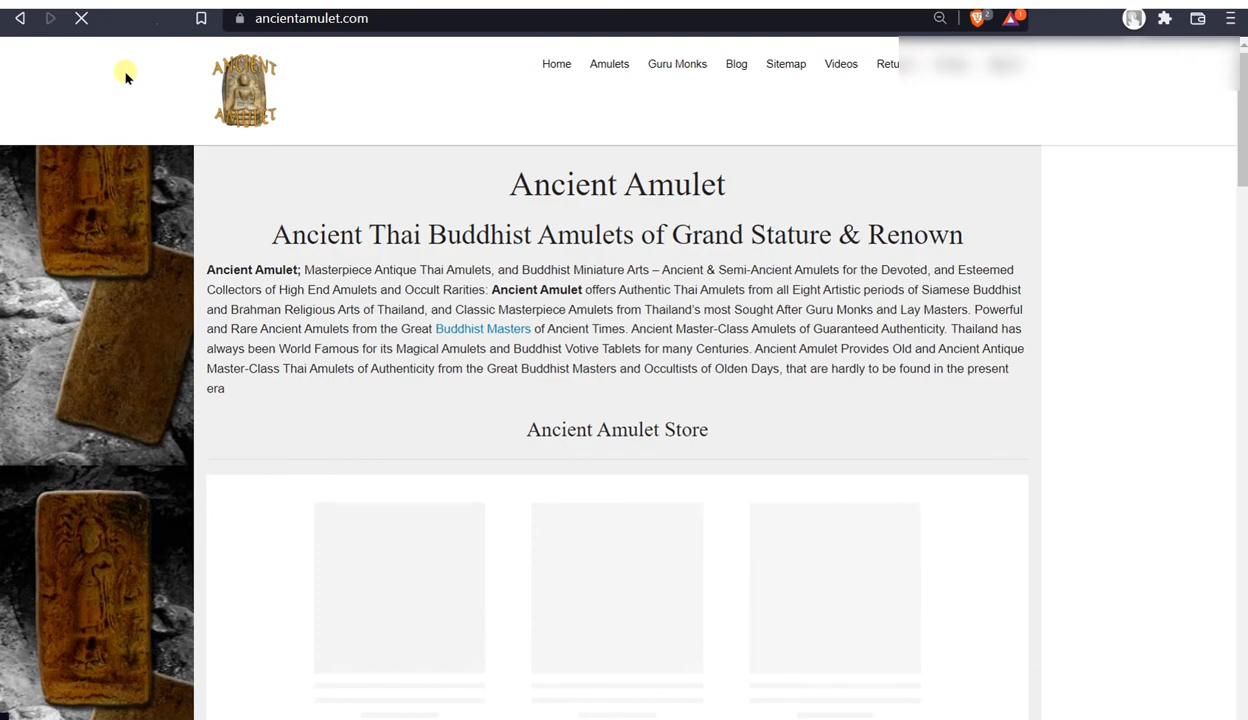 ancientamulet.com
2
1
ANCIENT
AMULET
Home Amulets Guru Monks Blog Sitemap Videos
Ancient Amulet
Ancient Thai Buddhist Amulets of Grand Stature & Renown
Ancient Amulet; Masterpiece Antique Thai Amulets, and Buddhist Miniature Arts – Ancient & Semi-Ancient Amulets for the Devoted, and Esteemed
Collectors of High End Amulets and Occult Rarities: Ancient Amulet offers Authentic Thai Amulets from all Eight Artistic periods of Siamese Buddhist
and Brahman Religious Arts of Thailand, and Classic Masterpiece Amulets from Thailand’s most Sought After Guru Monks and Lay Masters. Powerful
and Rare Ancient Amulets from the Great Buddhist Masters of Ancient Times. Ancient Master-Class Amulets of Guaranteed Authenticity. Thailand has
always been World Famous for its Magical Amulets and Buddhist Votive Tablets for many Centuries. Ancient Amulet Provides Old and Ancient Antique
Master-Class Thai Amulets of Authenticity from the Great Buddhist Masters and Occultists of Olden Days, that are hardly to be found in the present
era
Ancient Amulet Store